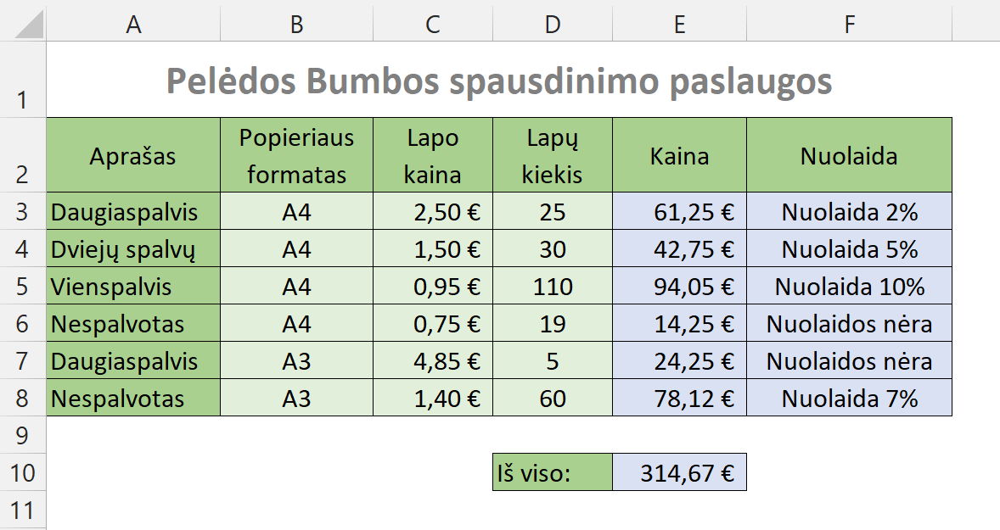 A B C D E F
1 Pelėdos Bumbos spausdinimo paslaugos
2 Aprašas Popieriaus formatas Lapo kaina Lapų kiekis Kaina Nuolaida
3 Daugiaspalvis A4 2,50 € 25 61,25 € Nuolaida 2%
4 Dviejų spalvų A4 1,50 € 30 42,75 € Nuolaida 5%
5 Vienspalvis A4 0,95 € 110 94,05 € Nuolaida 10%
6 Nespalvotas A4 0,75 € 19 14,25 € Nuolaidos nėra
7 Daugiaspalvis A3 4,85 € 5 24,25 € Nuolaidos nėra
8 Nespalvotas A3 1,40 € 60 78,12 € Nuolaida 7%
9
10 Iš viso: 314,67 €
11